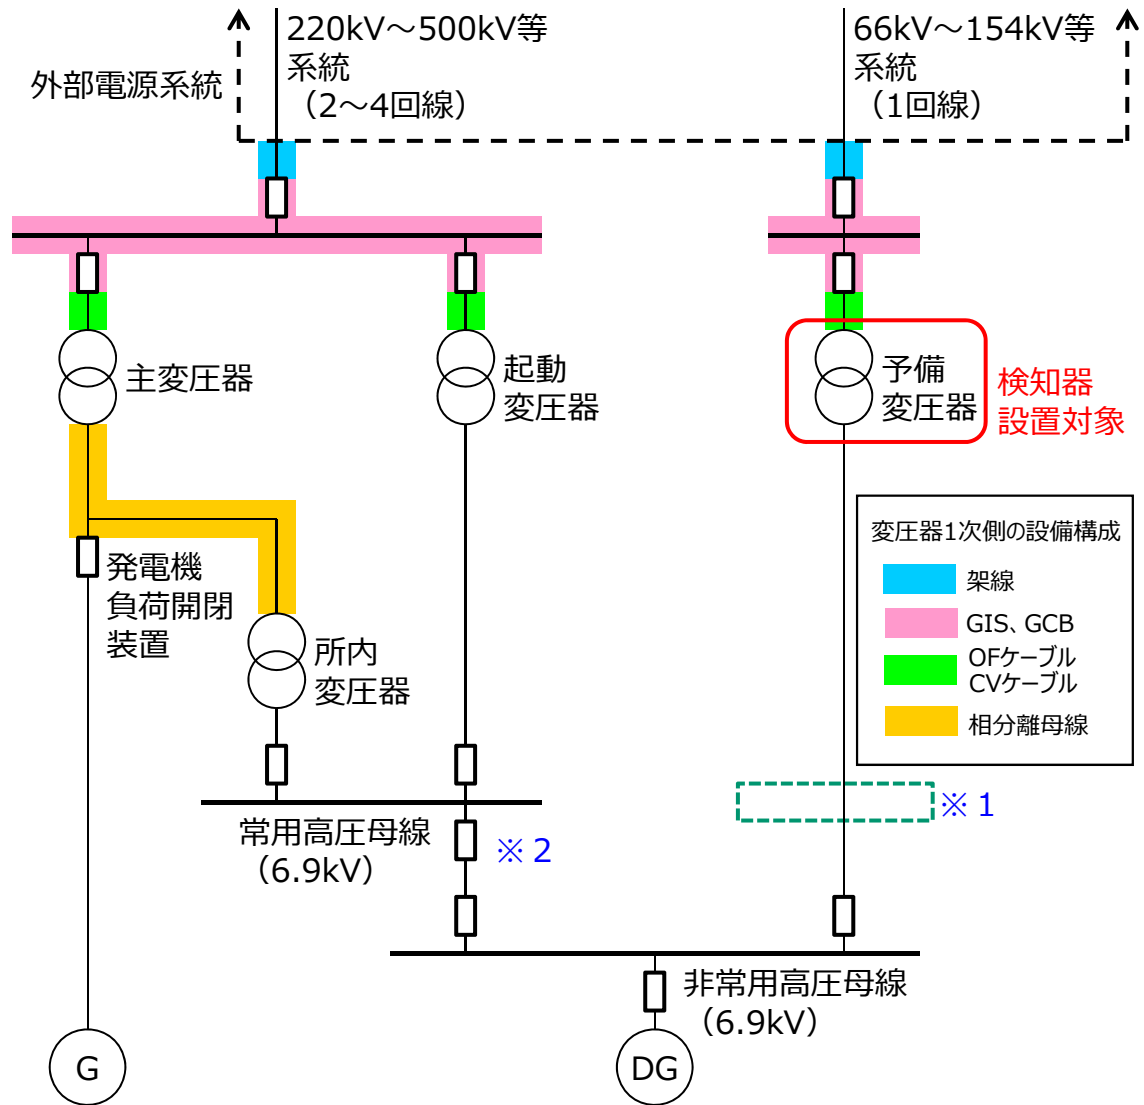 220kV～500kV等
系統
（2～4回線）
66kV～154kV等
系統
（1回線）
外部電源系統
主変圧器
起動
変圧器
予備
変圧器
検知器
設置対象
変圧器1次側の設備構成
架線
GIS、GCB
OFケーブル
CVケーブル
相分離母線
発電機
負荷開閉
装置
所内
変圧器
※1
常用高圧母線
（6.9kV）
※2
非常用高圧母線
（6.9kV）
G
DG